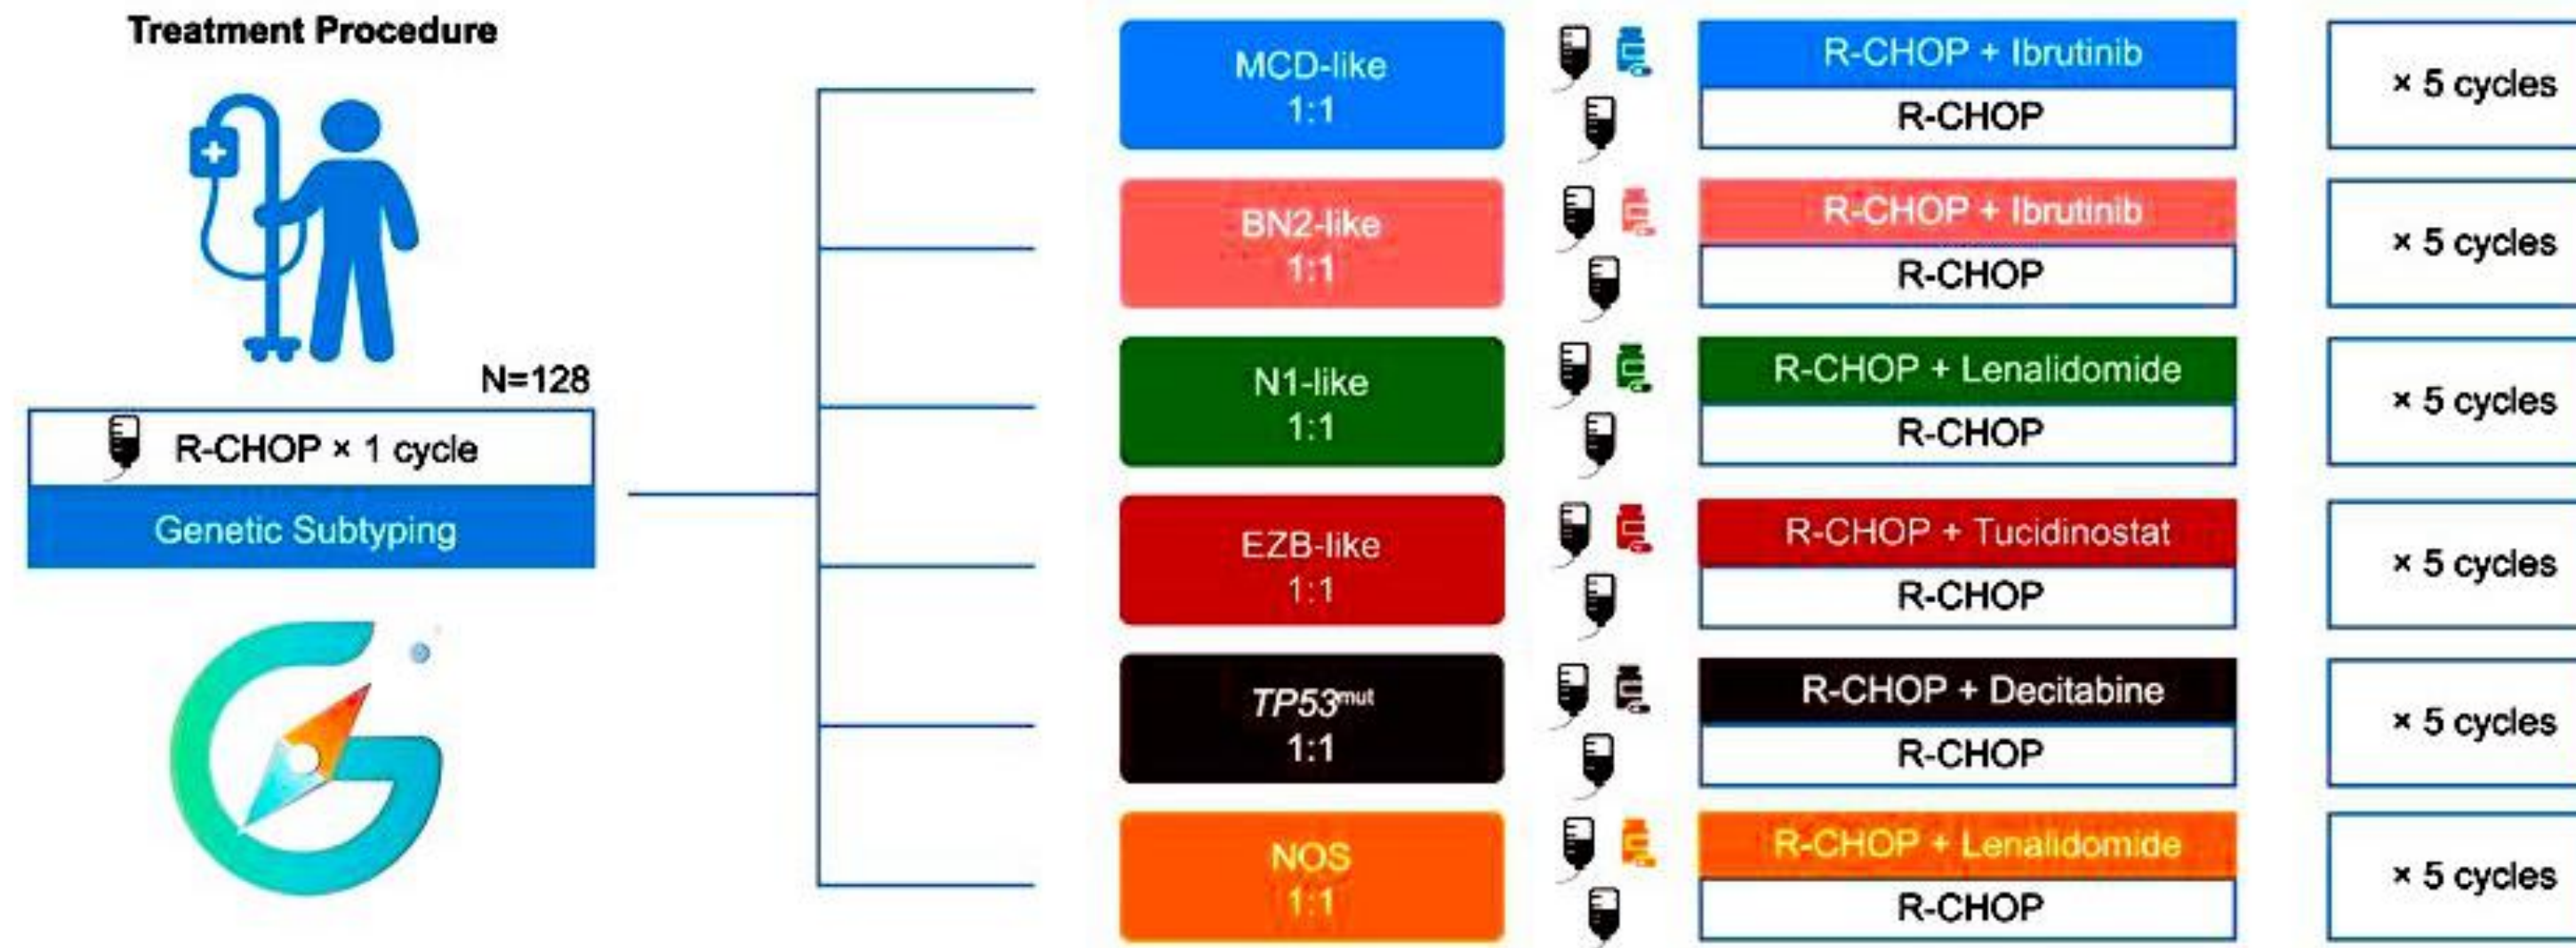 Treatment Procedure
N=128
R-CHOP × 1 cycle
Genetic Subtyping
MCD-like
1:1
R-CHOP + Ibrutinib
R-CHOP
× 5 cycles
BN2-like
1:1
R-CHOP + Ibrutinib
R-CHOP
× 5 cycles
N1-like
1:1
R-CHOP + Lenalidomide
R-CHOP
× 5 cycles
EZB-like
1:1
R-CHOP + Tucidinostat
R-CHOP
× 5 cycles
TP53ᵐᵘᵗ
1:1
R-CHOP + Decitabine
R-CHOP
× 5 cycles
NOS
1:1
R-CHOP + Lenalidomide
R-CHOP
× 5 cycles